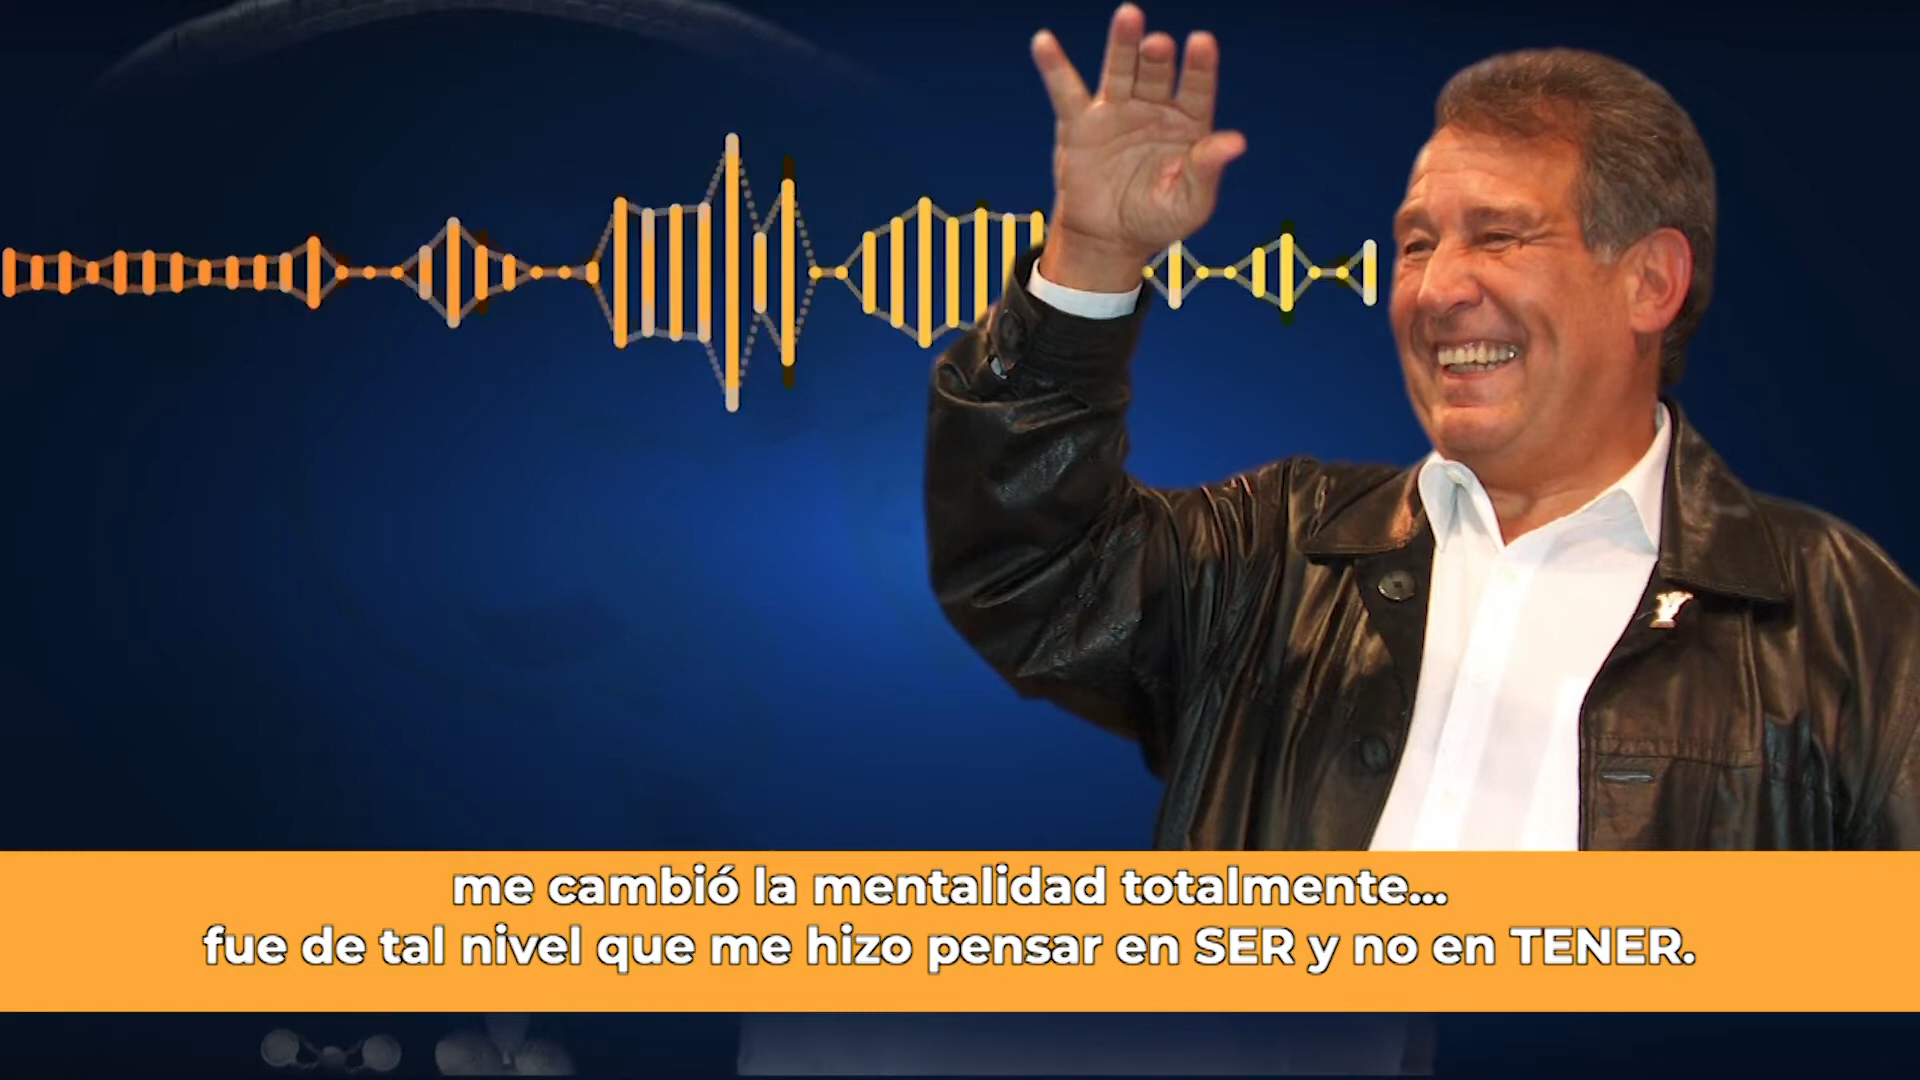 me cambió la mentalidad totalmente...
fue de tal nivel que me hizo pensar en SER y no en TENER.